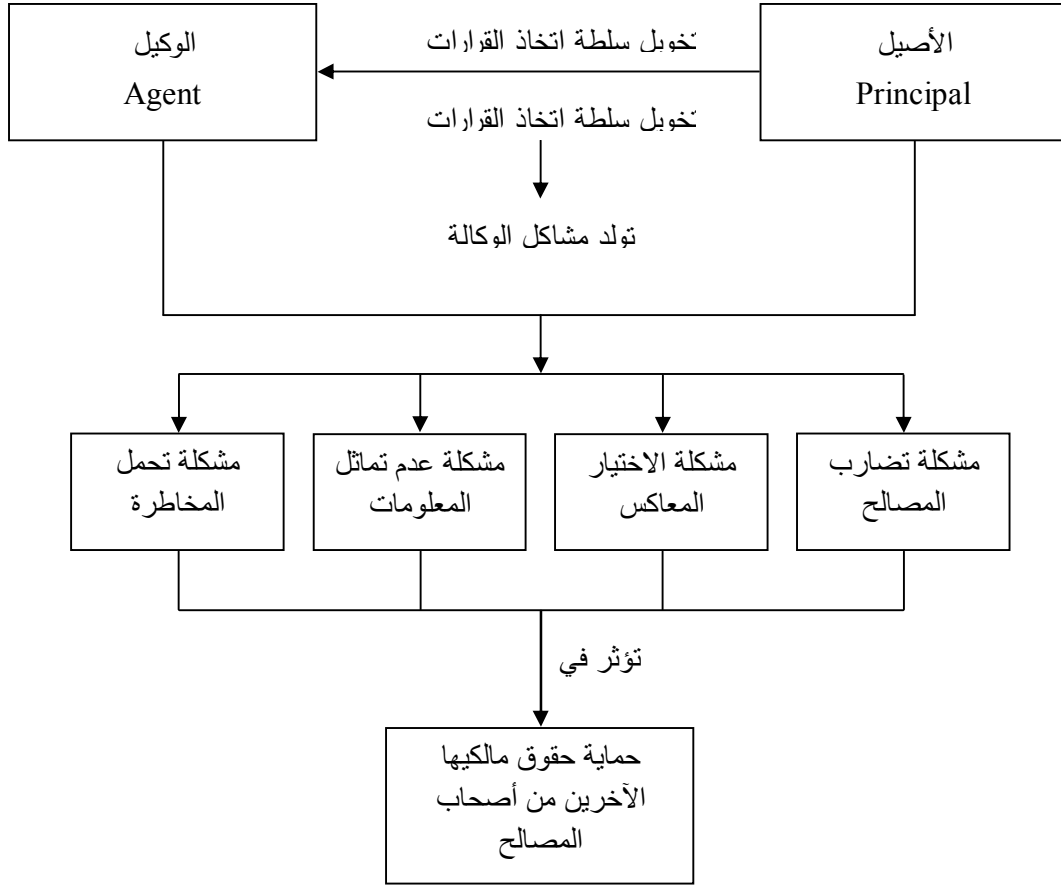 الأصيل
Principal
تخويل سلطة اتخاذ القرارات
الوكيل
Agent
تخويل سلطة اتخاذ القرارات
تولد مشاكل الوكالة
مشكلة تضارب
المصالح
مشكلة الاختيار
المعاكس
مشكلة عدم تماثل
المعلومات
مشكلة تحمل
المخاطرة
تؤثر في
حماية حقوق مالكيها
الآخرين من أصحاب
المصالح